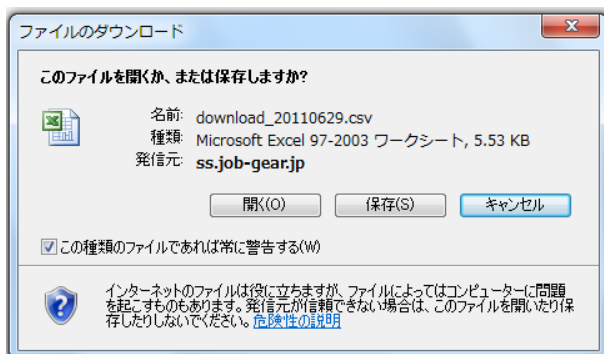 ファイルのダウンロード
このファイルを開くか、または保存しますか?
名前: download_20110629.csv
種類: Microsoft Excel 97-2003 ワークシート, 5.53 KB
発信元: ss.job-gear.jp
開く(O) 保存(S) キャンセル
この種類のファイルであれば常に警告する(W)
インターネットのファイルは役に立ちますが、ファイルによってはコンピューターに問題
を起こすものもあります。発信元が信頼できない場合は、このファイルを開いたり保
存したりしないでください。危険性の説明